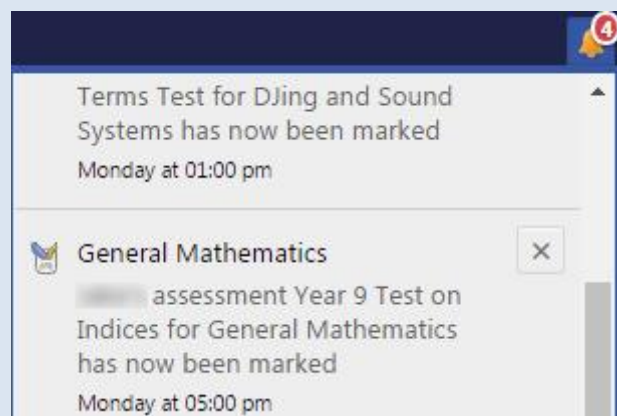 4
Terms Test for DJing and Sound
Systems has now been marked
Monday at 01:00 pm
General Mathematics
assessment Year 9 Test on
Indices for General Mathematics
has now been marked
Monday at 05:00 pm